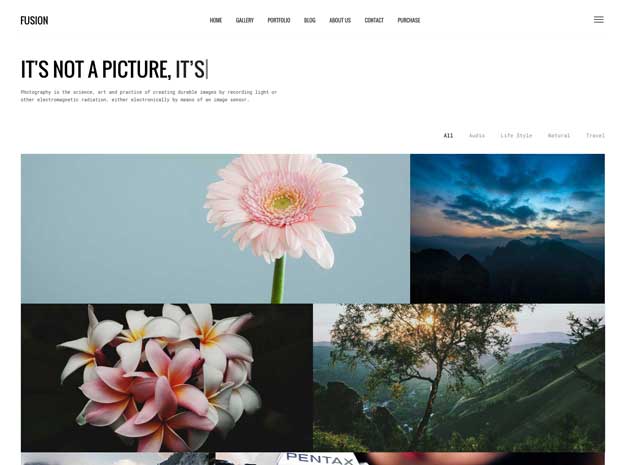 FUSION
HOME GALLERY PORTFOLIO BLOG ABOUT US CONTACT PURCHASE
IT'S NOT A PICTURE, IT'S
Photography is the science, art and practice of creating durable images by recording light or
other electromagnetic radiation, either electronically by means of an image sensor.
All Audio Life Style Natural Travel
PENTAX